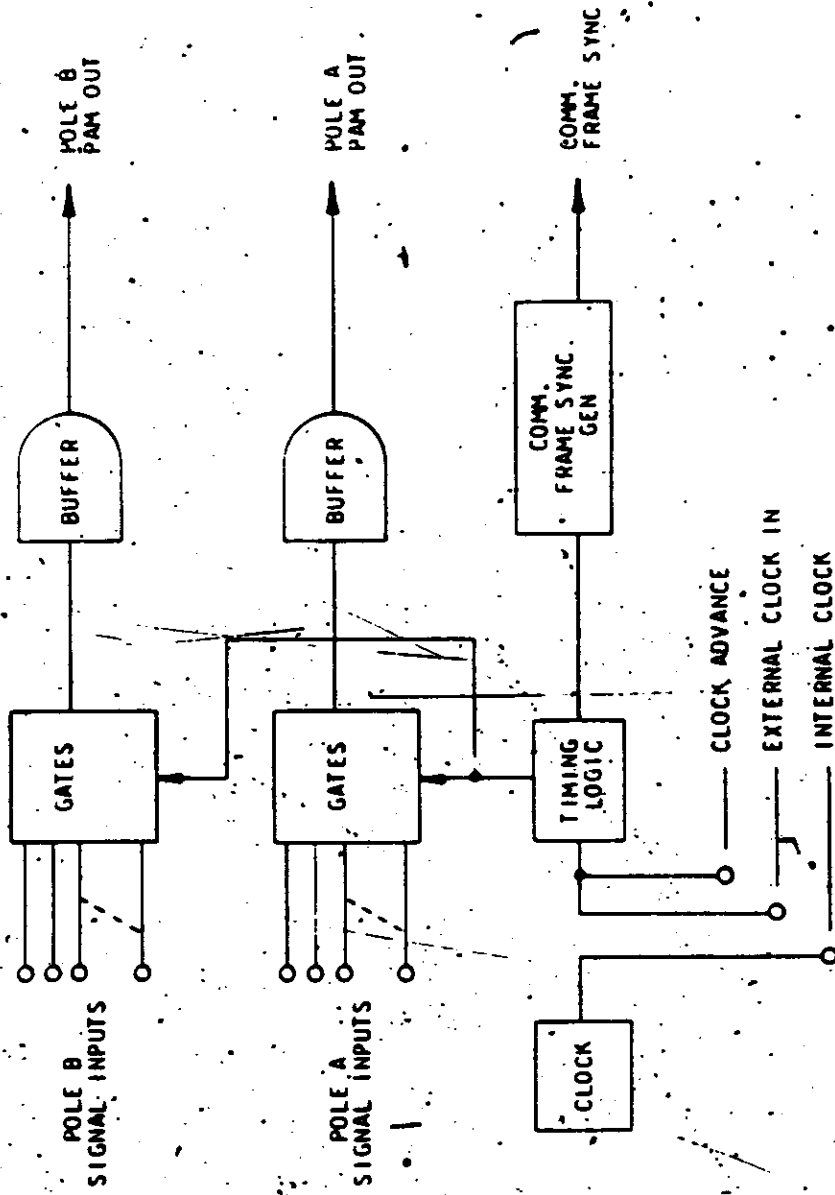 POLE B
SIGNAL INPUTS
GATES
BUFFER
POLE B
PAM OUT
POLE A
SIGNAL INPUTS
GATES
BUFFER
POLE A
PAM OUT
CLOCK
TIMING
LOGIC
COMM.
FRAME SYNC.
GEN
COMM.
FRAME SYNC
CLOCK ADVANCE
EXTERNAL CLOCK IN
INTERNAL CLOCK